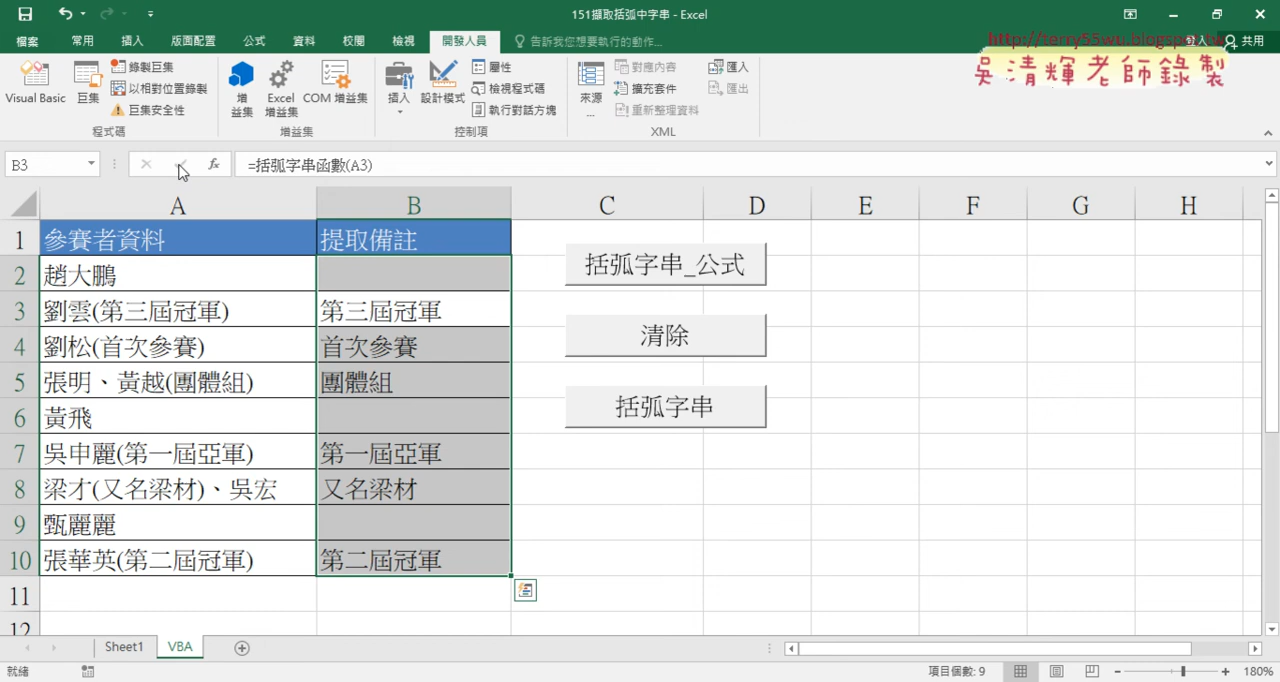 151擷取括弧中字串 - Excel
檔案 常用 插入 版面配置 公式 資料 校閱 檢視 開發人員 告訴我您想要執行的動作... 登入 共用
http://terry55wu.blogspot.tw
吳清輝老師錄製
Visual Basic 巨集 錄製巨集 以相對位置錄製 巨集安全性
增益集 Excel 增益集 COM 增益集
插入 設計模式 屬性 檢視程式碼 執行對話方塊
來源... 對應內容 擴充套件 重新整理資料 匯入 匯出
程式碼 增益集 控制項 XML
B3 fx =括弧字串函數(A3)
A B C D E F G H
1 參賽者資料 提取備註
2 趙大鵬
括弧字串_公式
3 劉雲(第三屆冠軍) 第三屆冠軍
清除
4 劉松(首次參賽) 首次參賽
5 張明、黃越(團體組) 團體組
括弧字串
6 黃飛
7 吳申麗(第一屆亞軍) 第一屆亞軍
8 梁才(又名梁材)、吳宏 又名梁材
9 甄麗麗
10 張華英(第二屆冠軍) 第二屆冠軍
11
12
Sheet1 VBA
就緒 項目個數: 9 180%